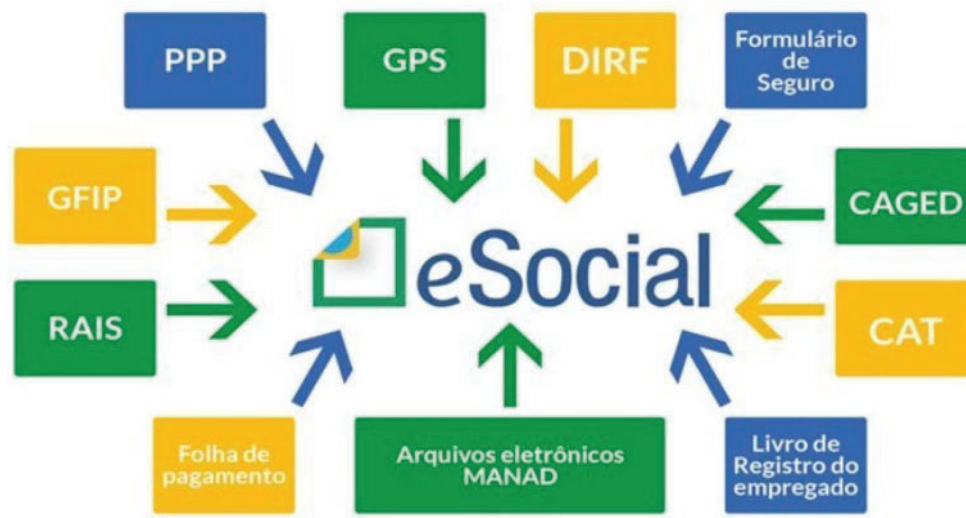 PPP
GPS
DIRF
Formulário
de
Seguro
GFIP
CAGED
eSocial
RAIS
CAT
Folha de
pagamento
Arquivos eletrônicos
MANAD
Livro de
Registro do
empregado